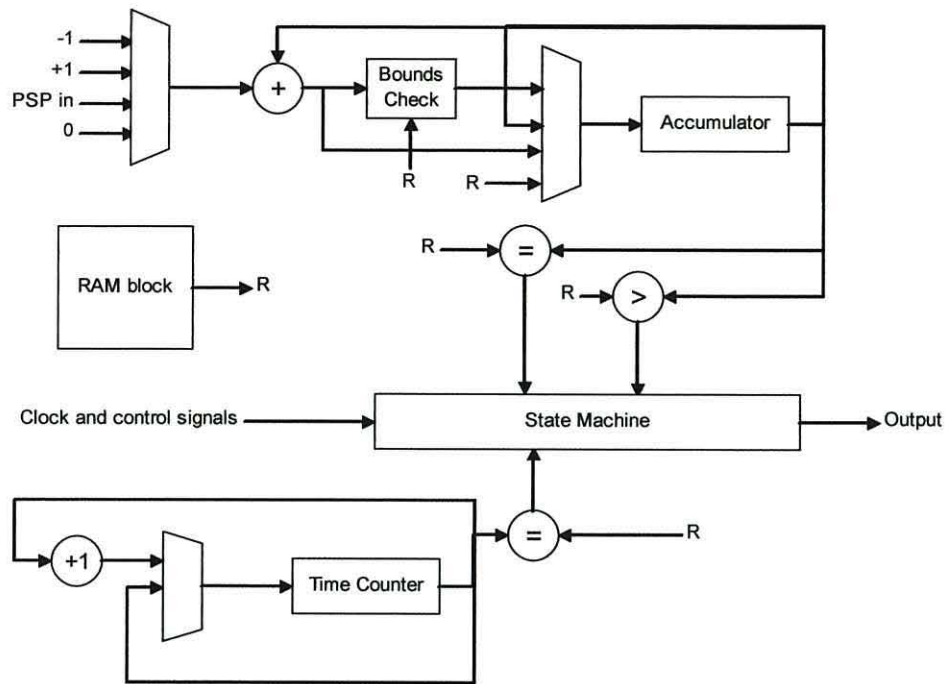 -1
+1
PSP in
0
+
Bounds
Check
Accumulator
R
R
R
=
RAM block
R
R
>
Clock and control signals
State Machine
Output
+1
Time Counter
=
R